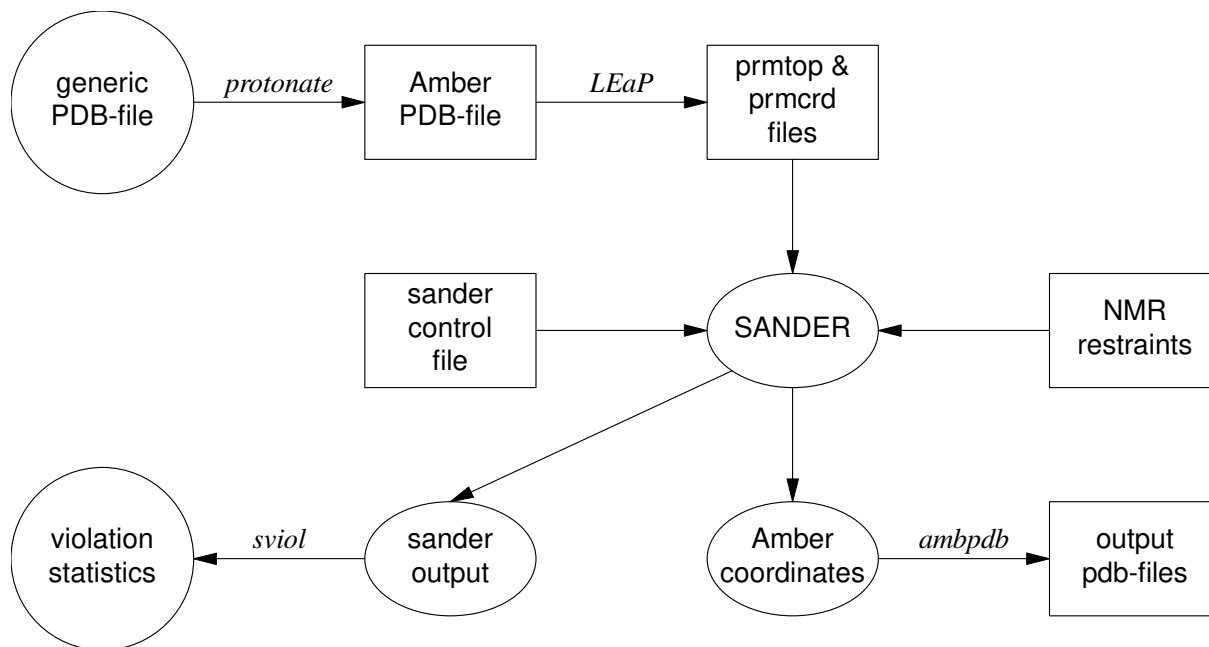 generic
PDB-file
protonate
Amber
PDB-file
LEaP
prmtop &
prmcrd
files
sander
control
file
SANDER
NMR
restraints
violation
statistics
sviol
sander
output
Amber
coordinates
ambpdb
output
pdb-files